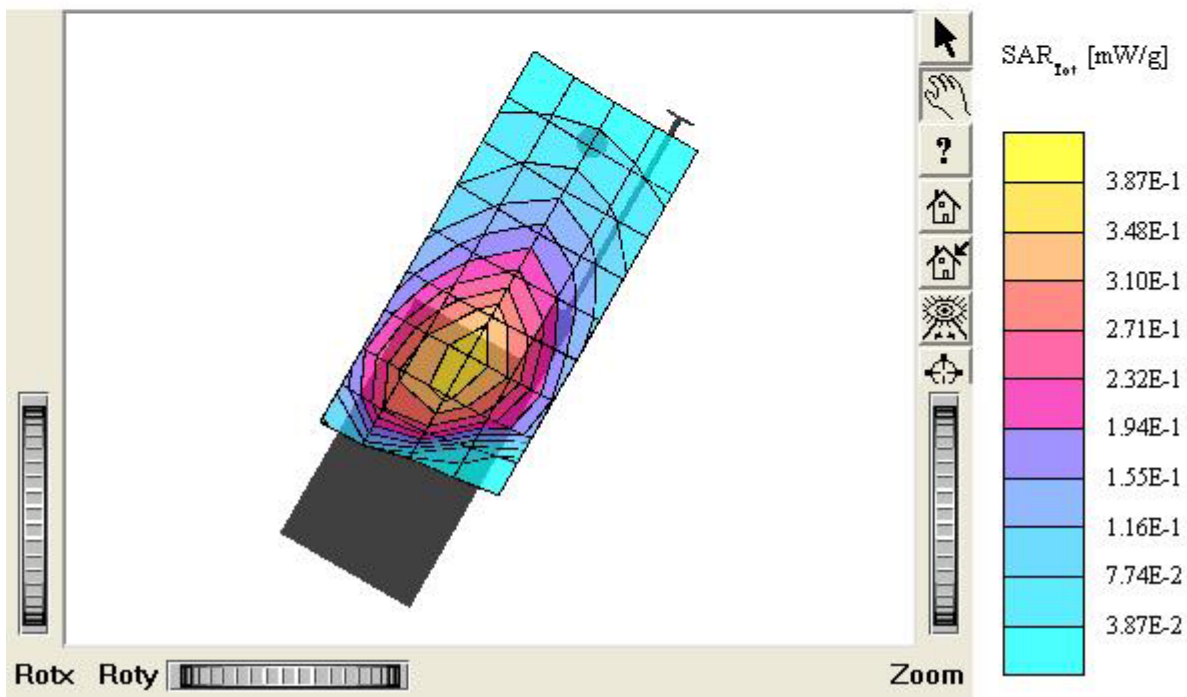 SAR_Tot [mW/g]
?
3.87E-1
3.48E-1
3.10E-1
2.71E-1
2.32E-1
1.94E-1
1.55E-1
1.16E-1
7.74E-2
3.87E-2
Rotx Roty Zoom